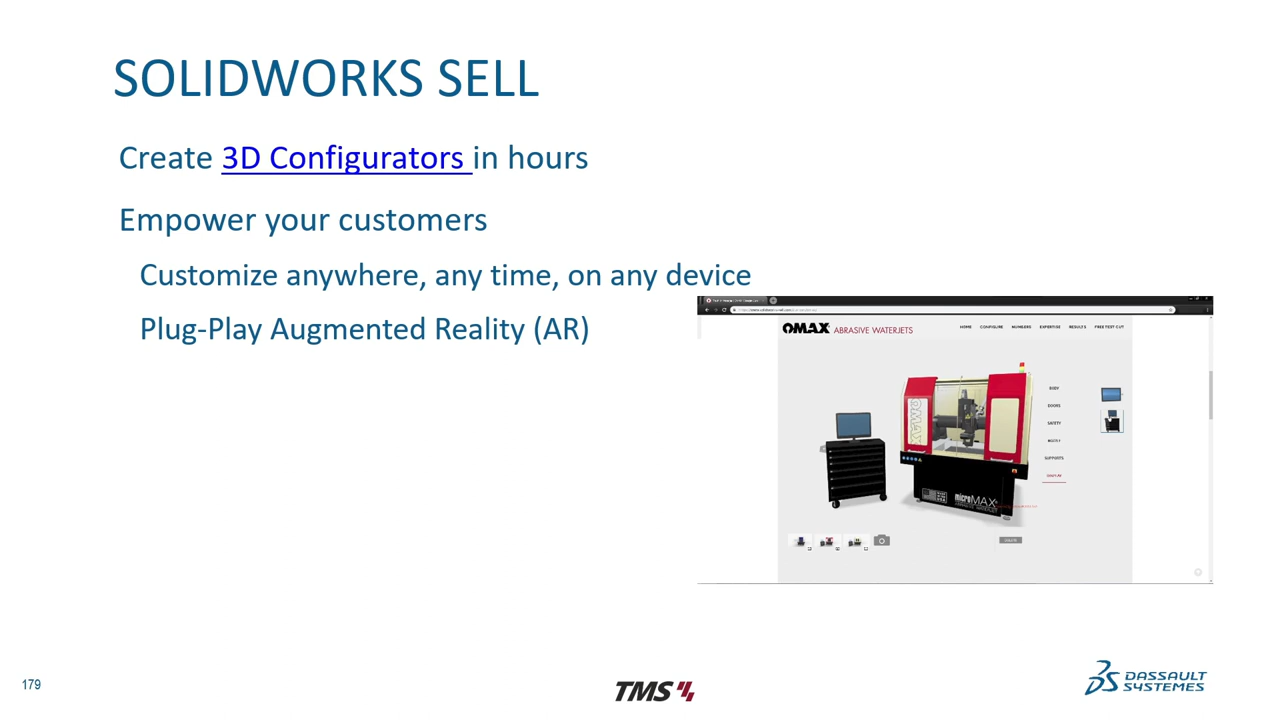 SOLIDWORKS SELL
Create 3D Configurators in hours
Empower your customers
Customize anywhere, any time, on any device
Plug-Play Augmented Reality (AR)
OMAX ABRASIVE WATERJETS
HOME CONFIGURE NUMBERS EXPERTISE RESULTS FREE TEST CUT
BODY
DOORS
SAFETY
SUPPORTS
OMAX
microMAX
179
TMS
DASSAULT
SYSTEMES